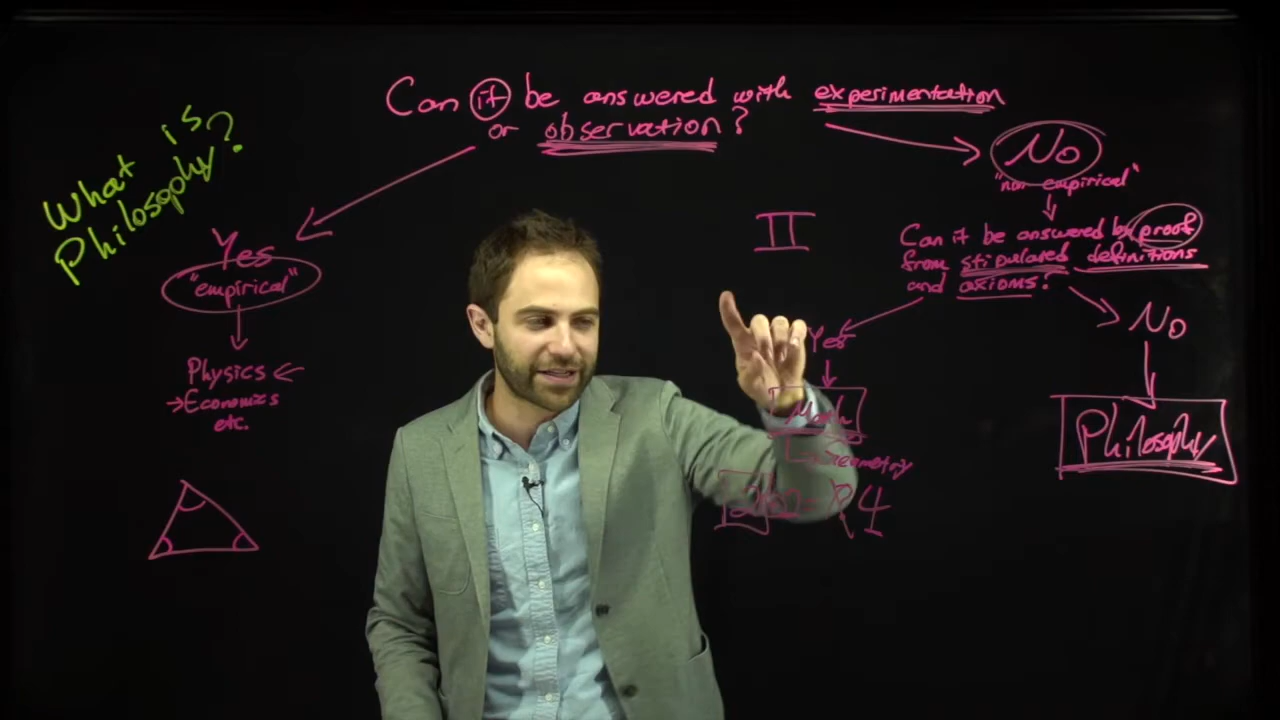 What is
Philosophy?
Can it be answered with experimentation
or observation?
Yes
"empirical"
Physics
Economics
etc.
No
"non empirical"
Can it be answered by proof
from stipulated definitions
and axioms?
II
Yes
Math
Geometry
No
Philosophy